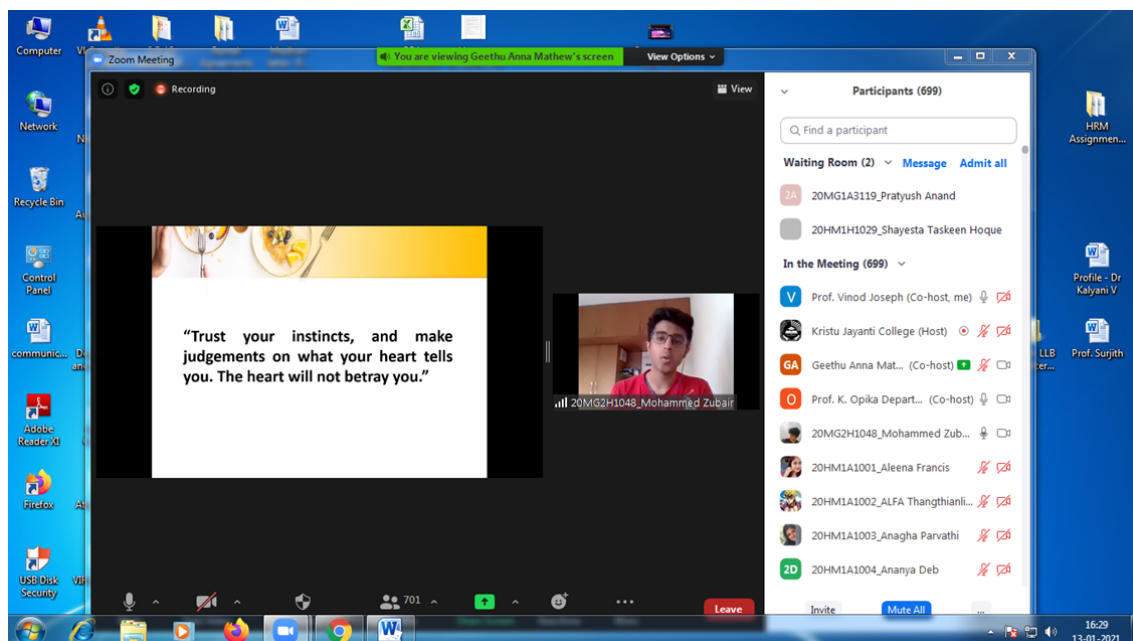 Computer
Network
Recycle Bin
Control
Panel
communic...
Adobe
Reader XI
Firefox
USB Disk
Security
Zoom Meeting
You are viewing Geethu Anna Mathew's screen
View Options
Recording
View
“Trust your instincts, and make
judgements on what your heart tells
you. The heart will not betray you.”
20MG2H1048_Mohammed Zubair
Participants (699)
Find a participant
Waiting Room (2) Message Admit all
2A 20MG1A3119_Pratyush Anand
20HM1H1029_Shayesta Taskeen Hoque
In the Meeting (699)
V Prof. Vinod Joseph (Co-host, me)
Kristu Jayanti College (Host)
GA Geethu Anna Mat... (Co-host)
O Prof. K. Opika Depart... (Co-host)
20MG2H1048_Mohammed Zub...
20HM1A1001_Aleena Francis
20HM1A1002_ALFA Thangthianli...
20HM1A1003_Anagha Parvathi
2D 20HM1A1004_Ananya Deb
701
Leave
Invite Mute All ...
HRM
Assignmen...
Profile - Dr
Kalyani V
LLB
Prof. Surjith
16:29
13-01-2021